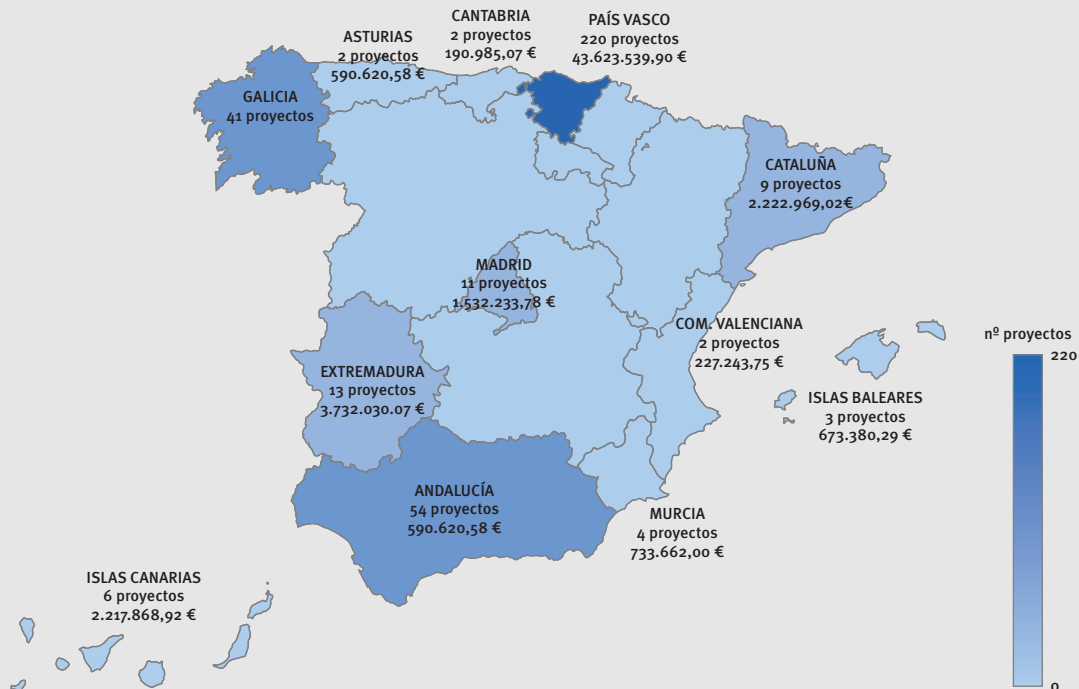 CANTABRIA
2 proyectos
190.985,07 €
PAÍS VASCO
220 proyectos
43.623.539,90 €
ASTURIAS
2 proyectos
590.620,58 €
GALICIA
41 proyectos
CATALUÑA
9 proyectos
2.222.969,02€
MADRID
11 proyectos
1.532.233,78 €
COM. VALENCIANA
2 proyectos
227.243,75 €
EXTREMADURA
13 proyectos
3.732.030.07 €
ISLAS BALEARES
3 proyectos
673.380,29 €
ANDALUCÍA
54 proyectos
590.620,58 €
MURCIA
4 proyectos
733.662,00 €
ISLAS CANARIAS
6 proyectos
2.217.868,92 €
nº proyectos
220
0